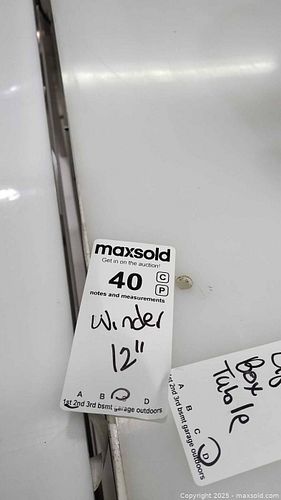 maxsold
Get in on the auction!
40
C
P
notes and measurements
Winder
12"
A B C D
1st 2nd 3rd bsmt garage outdoors
Box
Table
A B C D
1st 2nd 3rd bsmt garage outdoors
Copyright © 2025 - maxsold.com